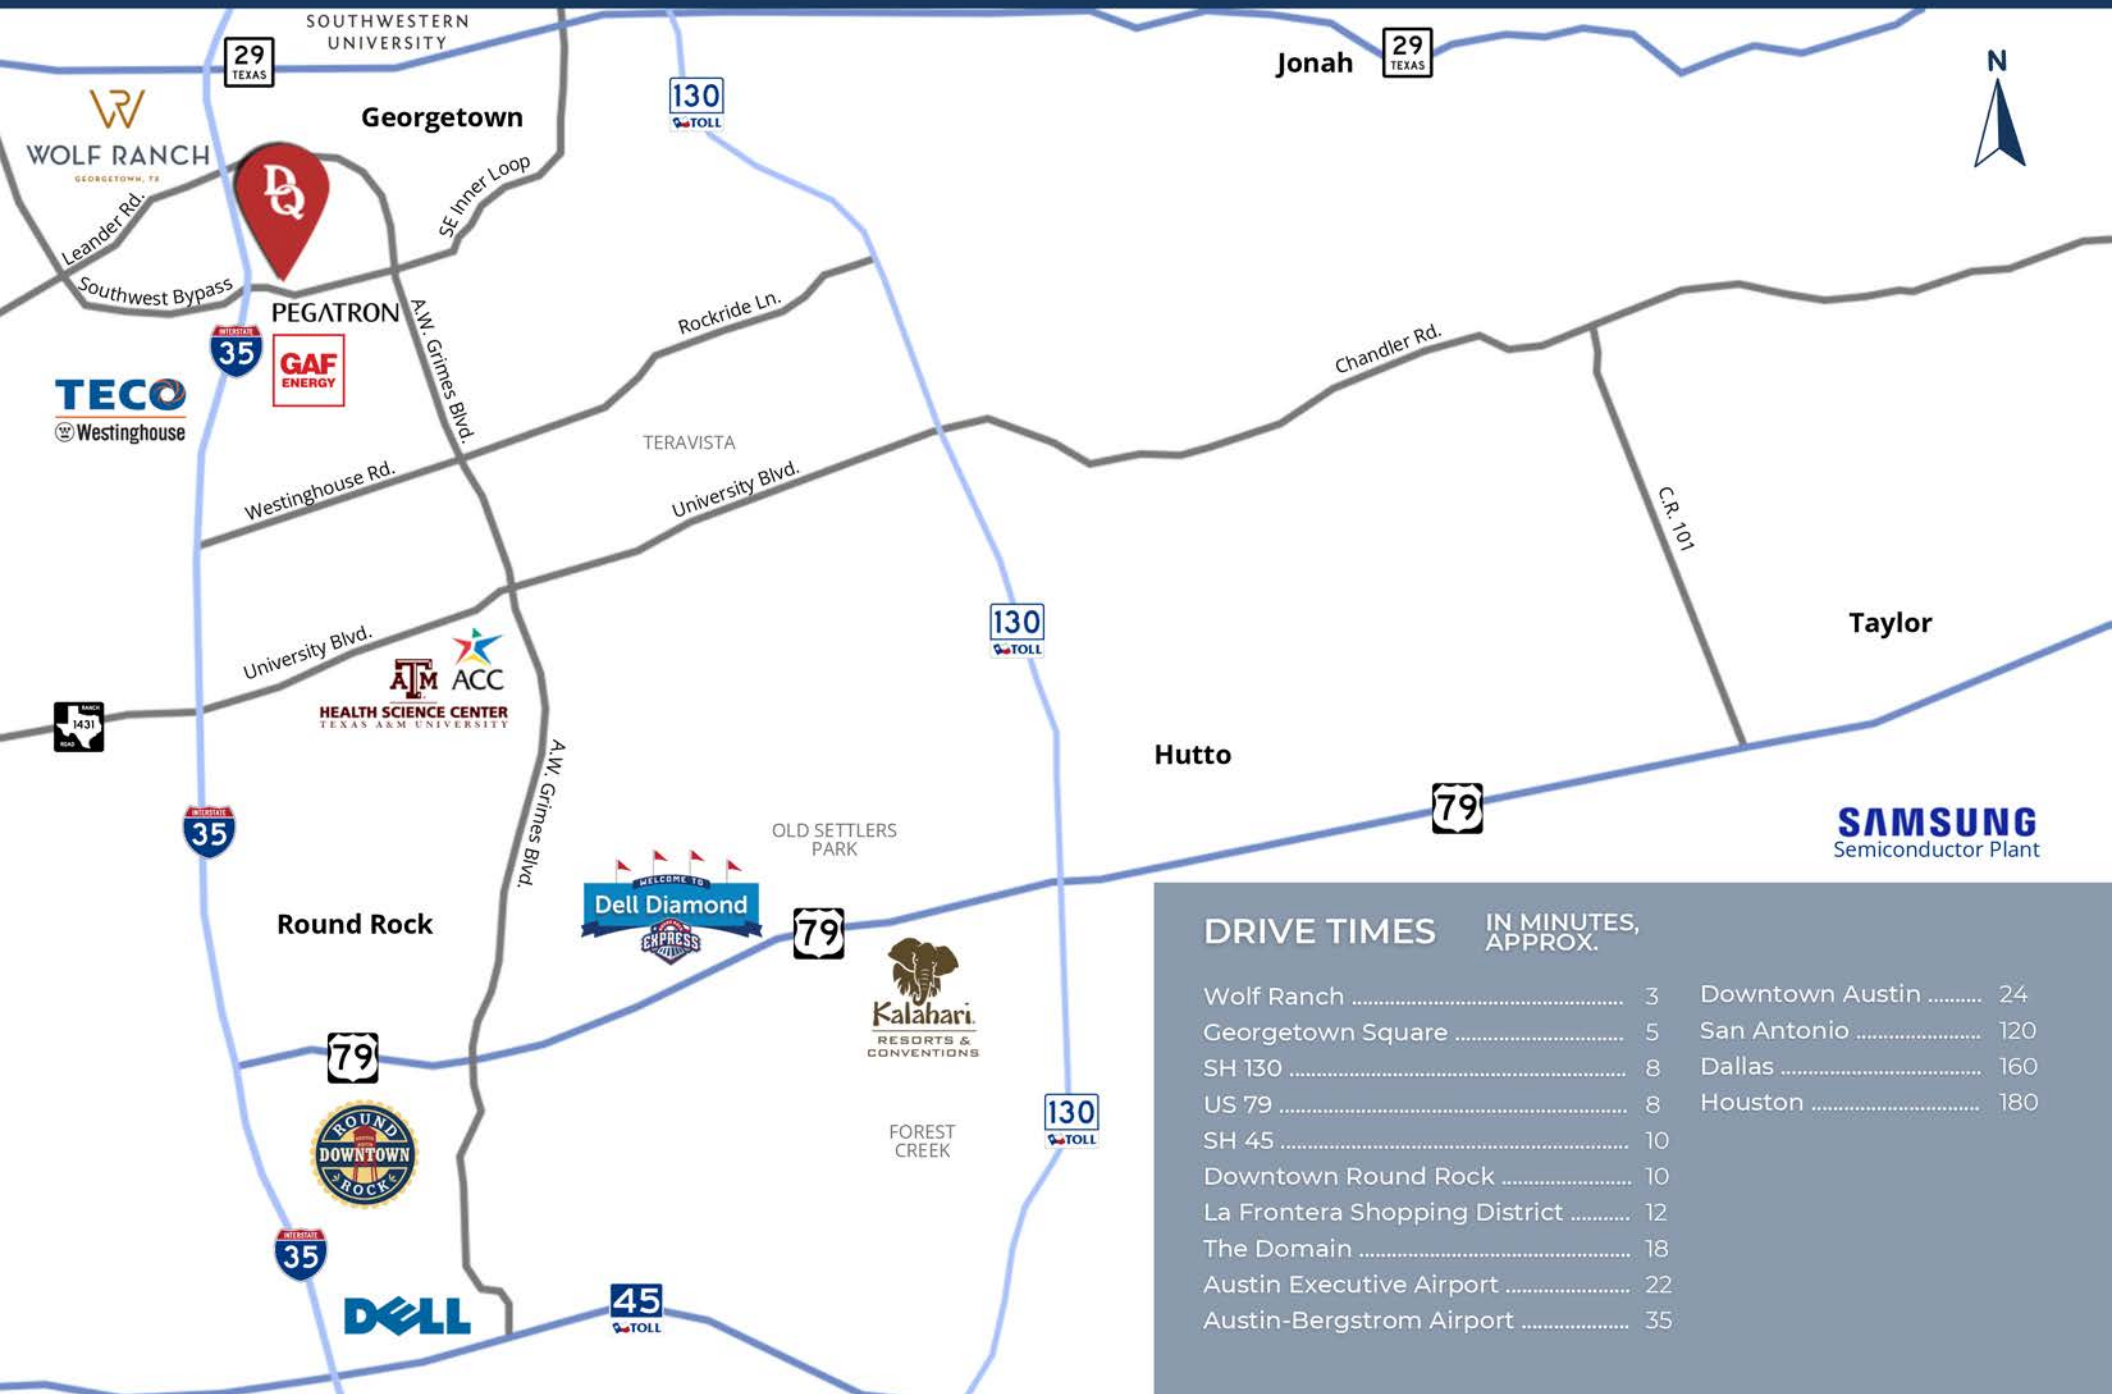 SOUTHWESTERN
UNIVERSITY
29
TEXAS
Jonah
29
TEXAS
N
130
TOLL
Georgetown
WOLF RANCH
GEORGETOWN, TX
DQ
Leander Rd.
SE Inner Loop
Southwest Bypass
PEGATRON
INTERSTATE
35
GAF
ENERGY
TECO
Westinghouse
A.W. Grimes Blvd.
Rockride Ln.
Chandler Rd.
TERAVISTA
Westinghouse Rd.
University Blvd.
C.R. 101
130
TOLL
Taylor
University Blvd.
ATM
ACC
HEALTH SCIENCE CENTER
TEXAS A&M UNIVERSITY
RANCH
1431
ROAD
A.W. Grimes Blvd.
Hutto
79
INTERSTATE
35
OLD SETTLERS
PARK
SAMSUNG
Semiconductor Plant
WELCOME TO
Dell Diamond
EXPRESS
79
Round Rock
Kalahari.
RESORTS &
CONVENTIONS
79
ROUND
DOWNTOWN
ROCK
130
TOLL
FOREST
CREEK
INTERSTATE
35
DELL
45
TOLL
DRIVE TIMES
IN MINUTES,
APPROX.
Wolf Ranch ........ 3
Georgetown Square ........ 5
SH 130 ........ 8
US 79 ........ 8
SH 45 ........ 10
Downtown Round Rock ........ 10
La Frontera Shopping District ........ 12
The Domain ........ 18
Austin Executive Airport ........ 22
Austin-Bergstrom Airport ........ 35
Downtown Austin ........ 24
San Antonio ........ 120
Dallas ........ 160
Houston ........ 180